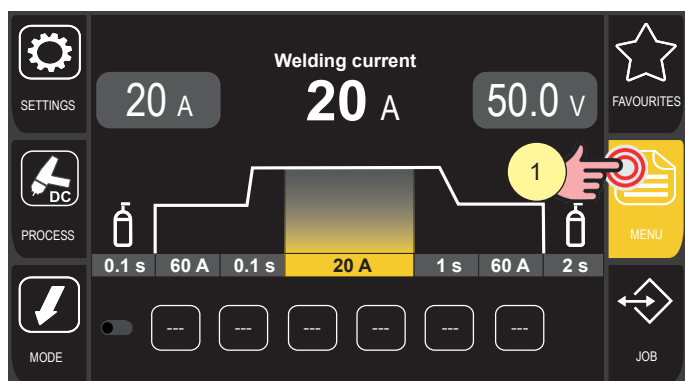 SETTINGS
Welding current
20 A
20 A
50.0 V
FAVOURITES
1
DC
PROCESS
MENU
0.1 s 60 A 0.1 s 20 A 1 s 60 A 2 s
MODE
--- --- --- --- --- ---
JOB